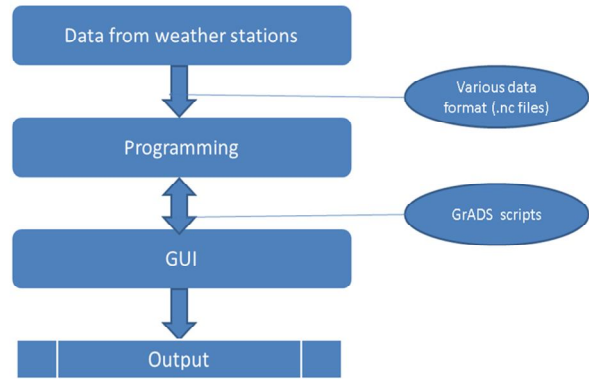 Data from weather stations
Various data
format (.nc files)
Programming
GrADS scripts
GUI
Output